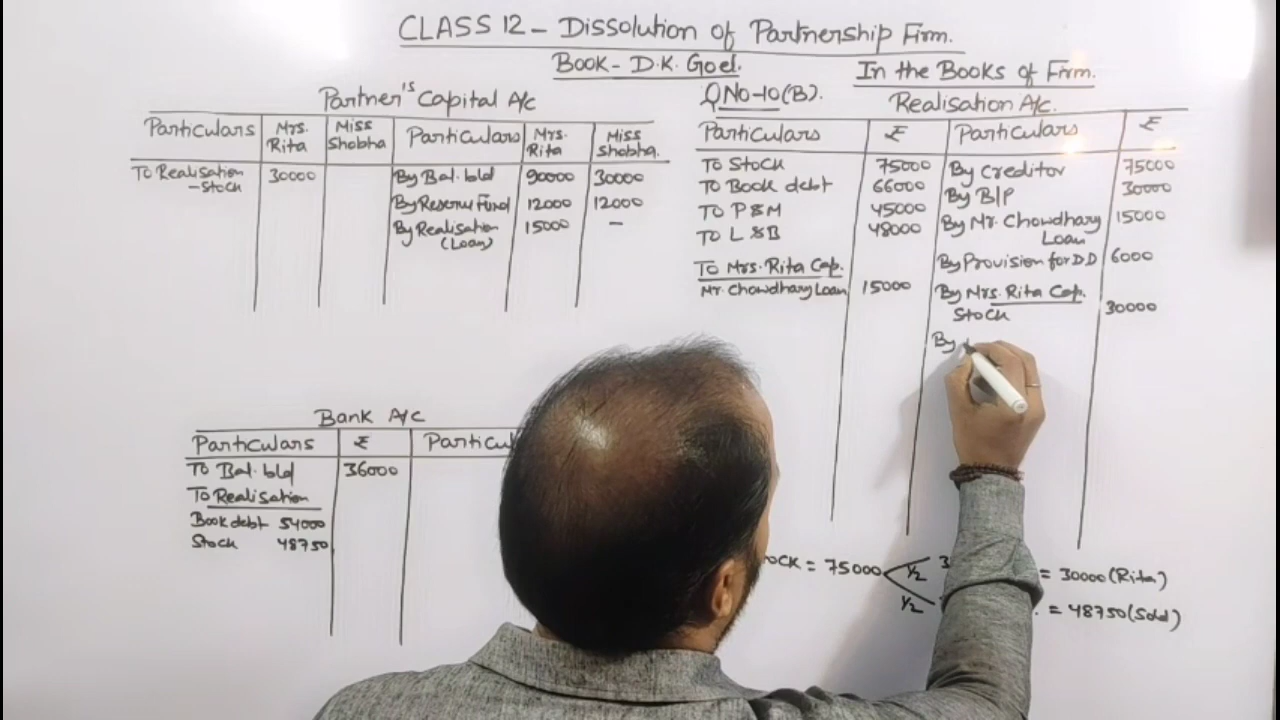 CLASS 12 - Dissolution of Partnership Firm.
Book - D.K. Goel.
In the Books of Firm.
Partner's Capital A/c
Particulars Mrs. Rita Miss Shobha Particulars Mrs. Rita Miss Shobha.
To Realisation 30000 By Bal. b/d 90000 30000
- Stock
By Reserve Fund 12000 12000
By Realisation 15000 —
(Loan)
Q No-10(B).
Realisation A/c.
Particulars ₹ Particulars ₹
To Stock 75000 By Creditor 75000
To Book debt 66000 By B/P 30000
To P&M 45000 By Mr. Chowdhary 15000
Loan
To L&B 48000
By Provision for D.D 6000
To Mrs. Rita Cap.
Mr. Chowdhary Loan 15000
By Mrs. Rita Cap.
Stock 30000
By
Bank A/c
Particulars ₹
To Bal. b/d 36000
To Realisation
Book debt 54000
Stock 48750
= 75000 1/2 = 30000 (Rita)
1/2 = 48750 (Sold)